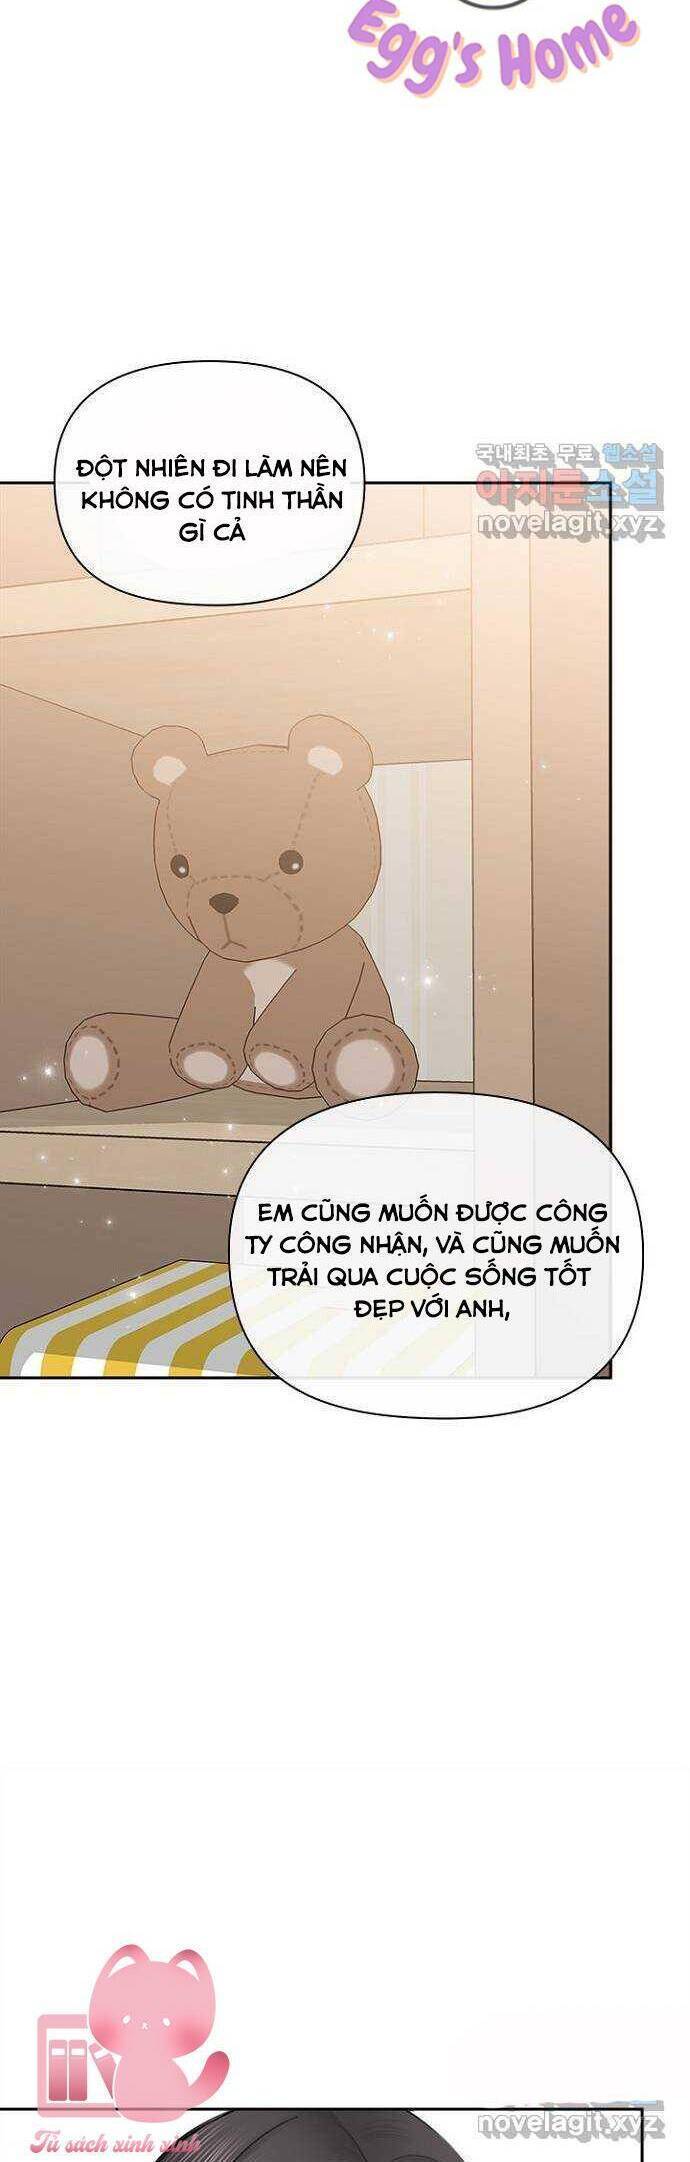 Egg's Home
국내최초 무료 웹소설
아지툰소설
novelagit.xyz
ĐỘT NHIÊN ĐI LÀM NÊN
KHÔNG CÓ TINH THẦN
GÌ CẢ
EM CŨNG MUỐN ĐƯỢC CÔNG
TY CÔNG NHẬN, VÀ CŨNG MUỐN
TRẢI QUA CUỘC SỐNG TỐT
ĐẸP VỚI ANH,
Tủ sách xinh xinh
novelagit.xyz